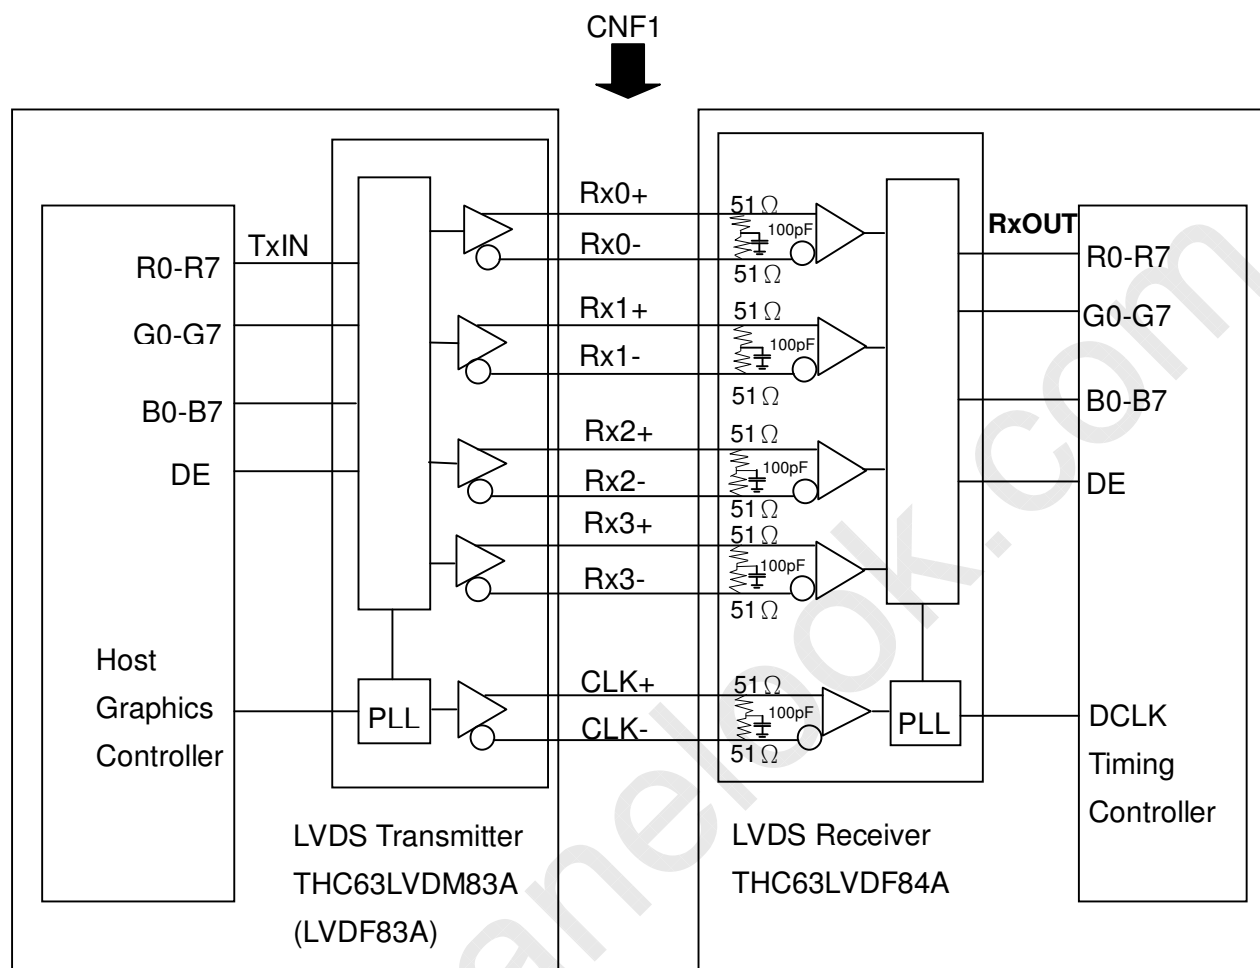 CNF1
Rx0+
Rx0-
Rx1+
Rx1-
Rx2+
Rx2-
Rx3+
Rx3-
CLK+
CLK-
TxIN
R0-R7
G0-G7
B0-B7
DE
Host
Graphics
Controller
PLL
LVDS Transmitter
THC63LVDM83A
(LVDF83A)
51Ω
100pF
51Ω
51Ω
100pF
51Ω
51Ω
100pF
51Ω
51Ω
100pF
51Ω
51Ω
100pF
51Ω
PLL
LVDS Receiver
THC63LVDF84A
RxOUT
R0-R7
G0-G7
B0-B7
DE
DCLK
Timing
Controller
anelook.com